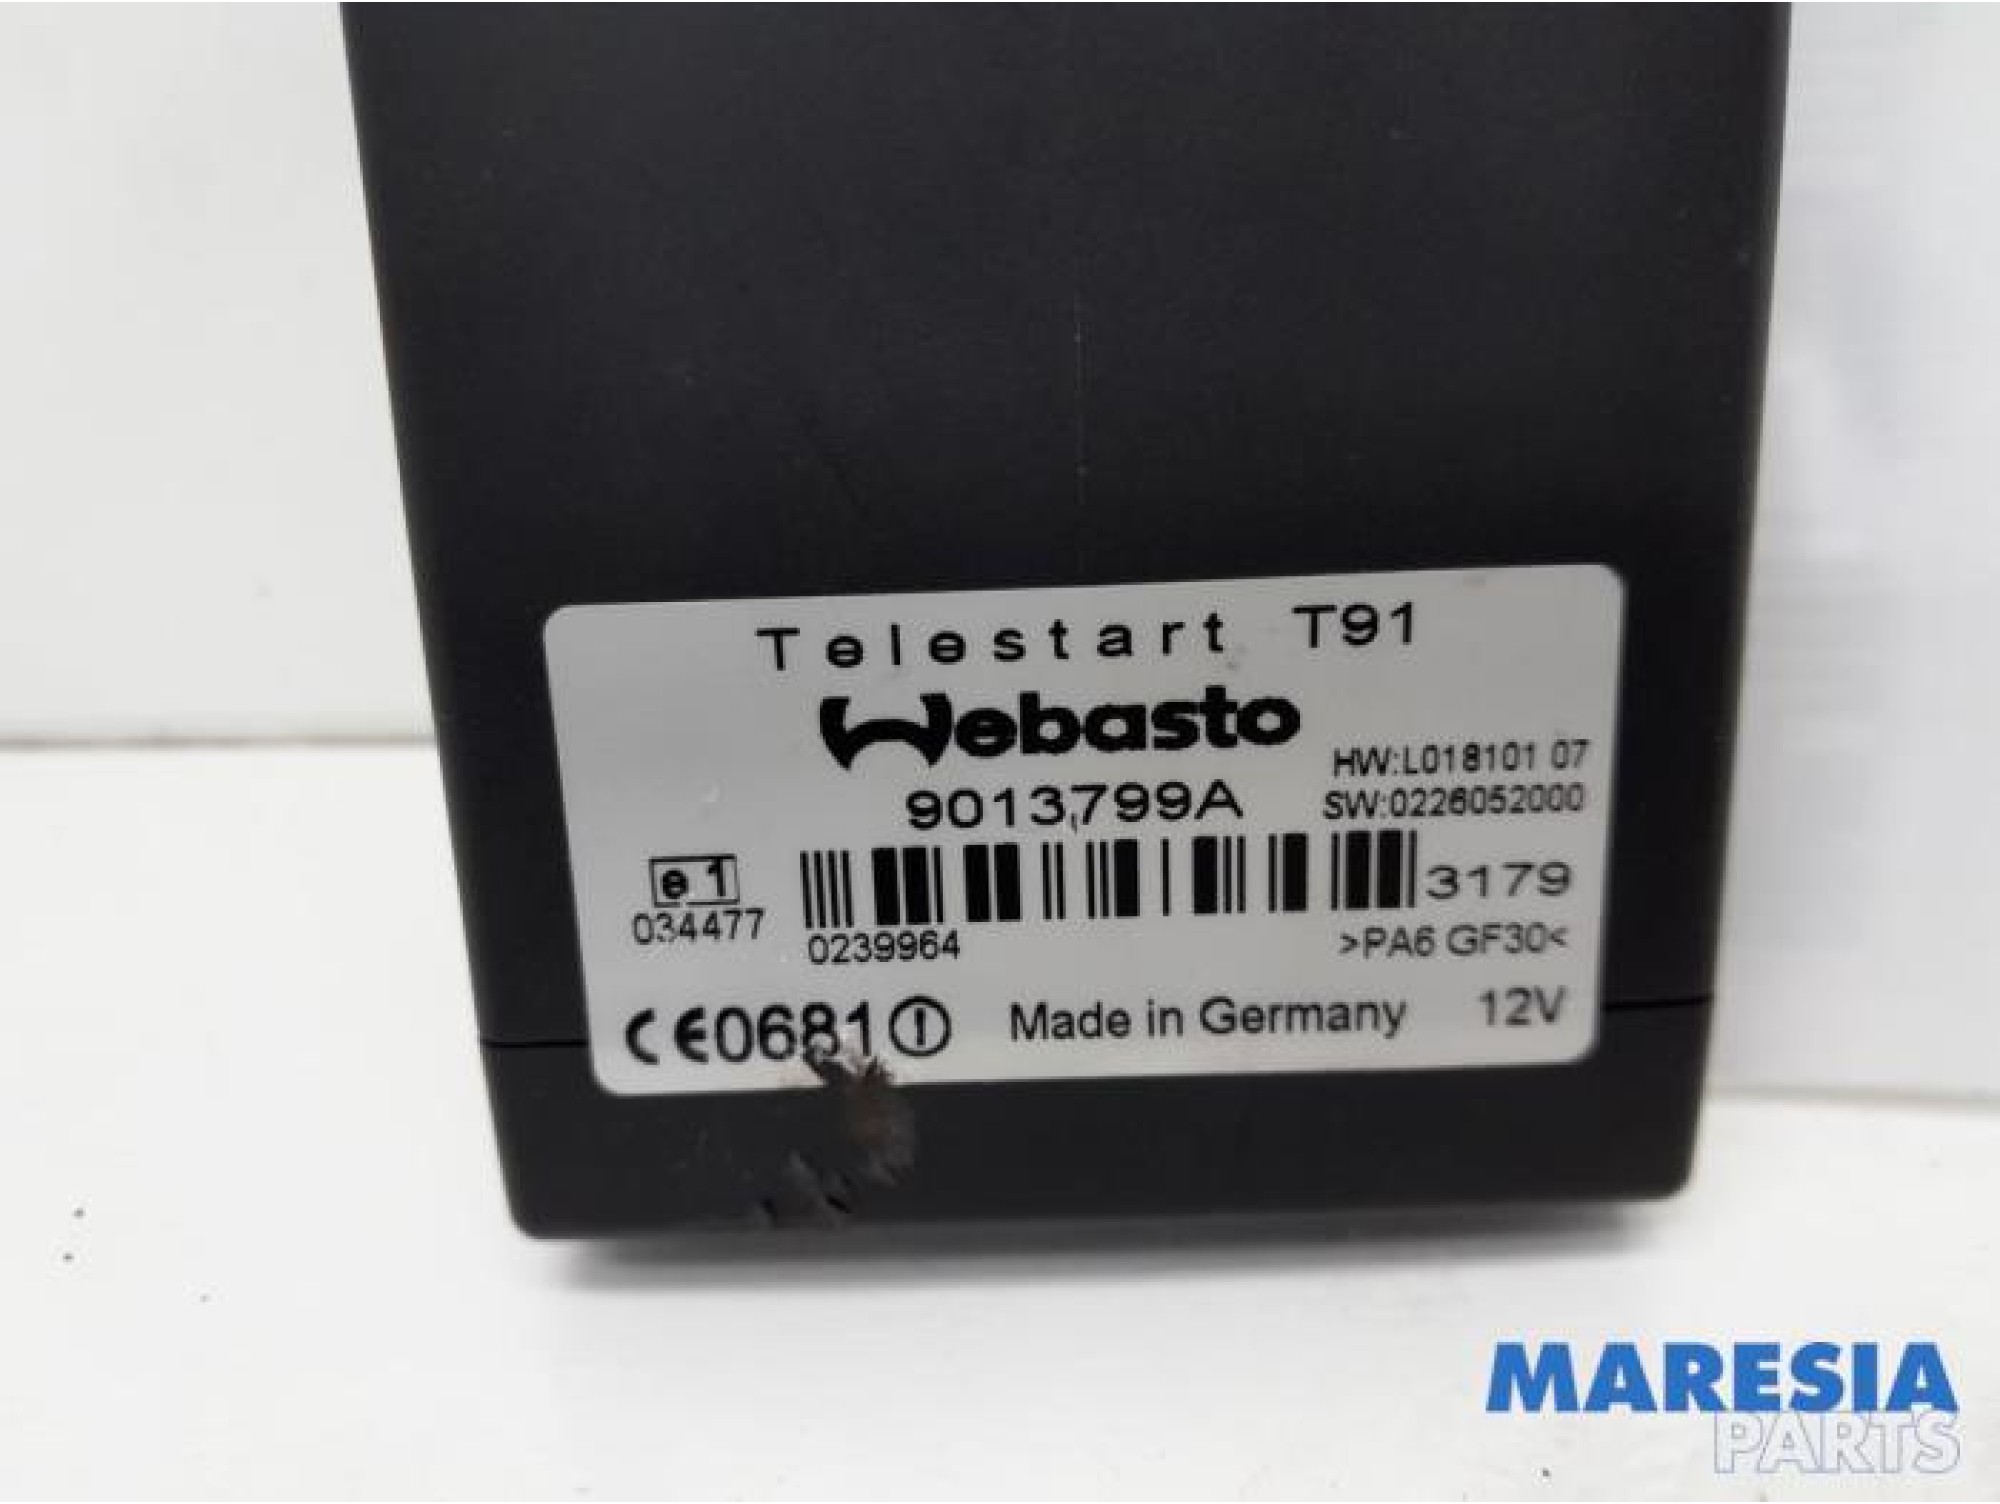 Telestart T91
Webasto
HW:L018101 07
9013799A
SW:0226052000
e1
3179
034477
0239964
>PA6 GF30<
CE0681
Made in Germany
12V
MARESIA
PARTS